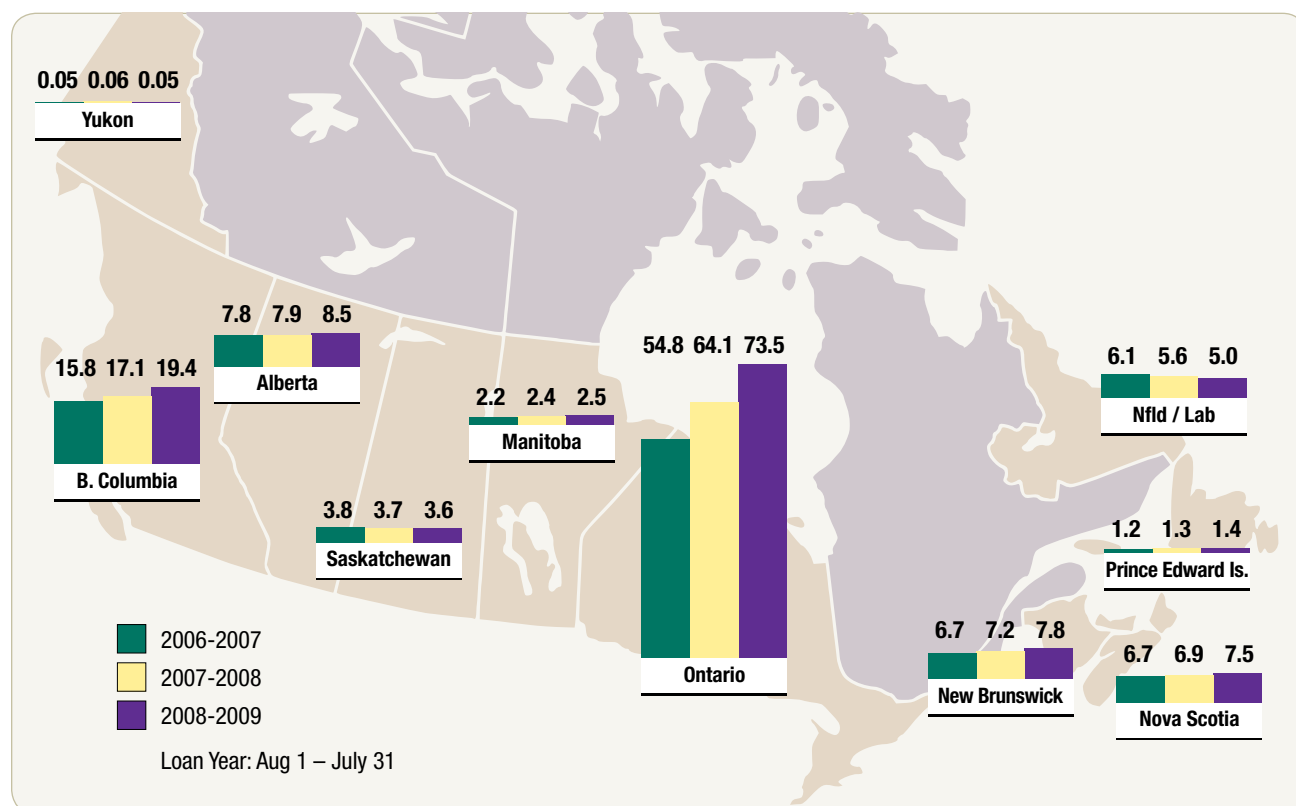 0.05 0.06 0.05
Yukon
7.8 7.9 8.5
Alberta
15.8 17.1 19.4
B. Columbia
3.8 3.7 3.6
Saskatchewan
2.2 2.4 2.5
Manitoba
54.8 64.1 73.5
Ontario
6.1 5.6 5.0
Nfld / Lab
1.2 1.3 1.4
Prince Edward Is.
6.7 7.2 7.8
New Brunswick
6.7 6.9 7.5
Nova Scotia
2006-2007
2007-2008
2008-2009
Loan Year: Aug 1 – July 31